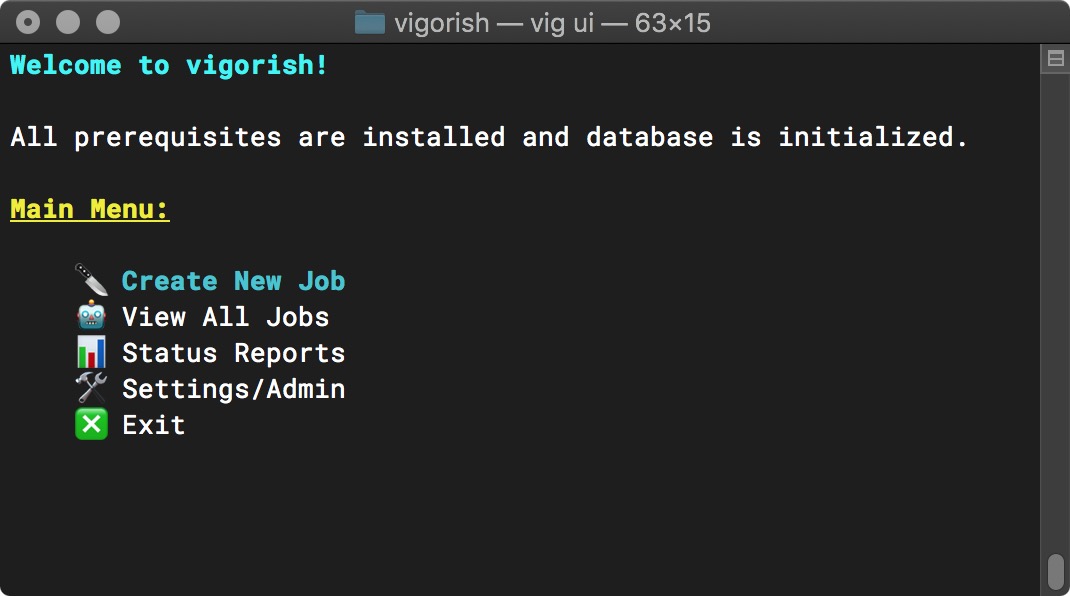 vigorish — vig ui — 63×15
Welcome to vigorish!
All prerequisites are installed and database is initialized.
Main Menu:
Create New Job
View All Jobs
Status Reports
Settings/Admin
Exit